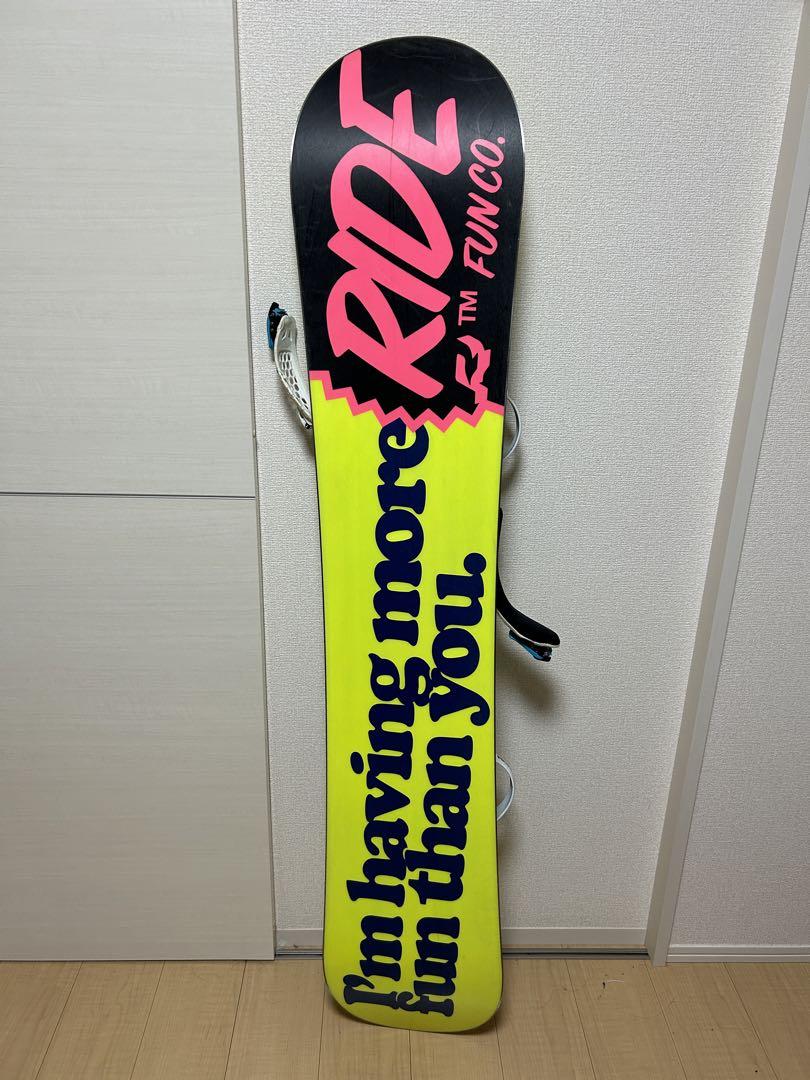 RIDE
™ FUN CO.
I'm having more
fun than you.